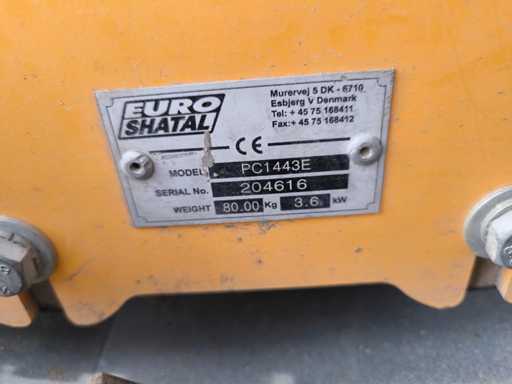 EURO
SHATAL
Murervej 5 DK - 6710
Esbjerg V Denmark
Tel: + 45 75 168411
Fax:+ 45 75 168412
CE
MODEL PC1443E
SERIAL No. 204616
WEIGHT 80.00 Kg 3.6 kW